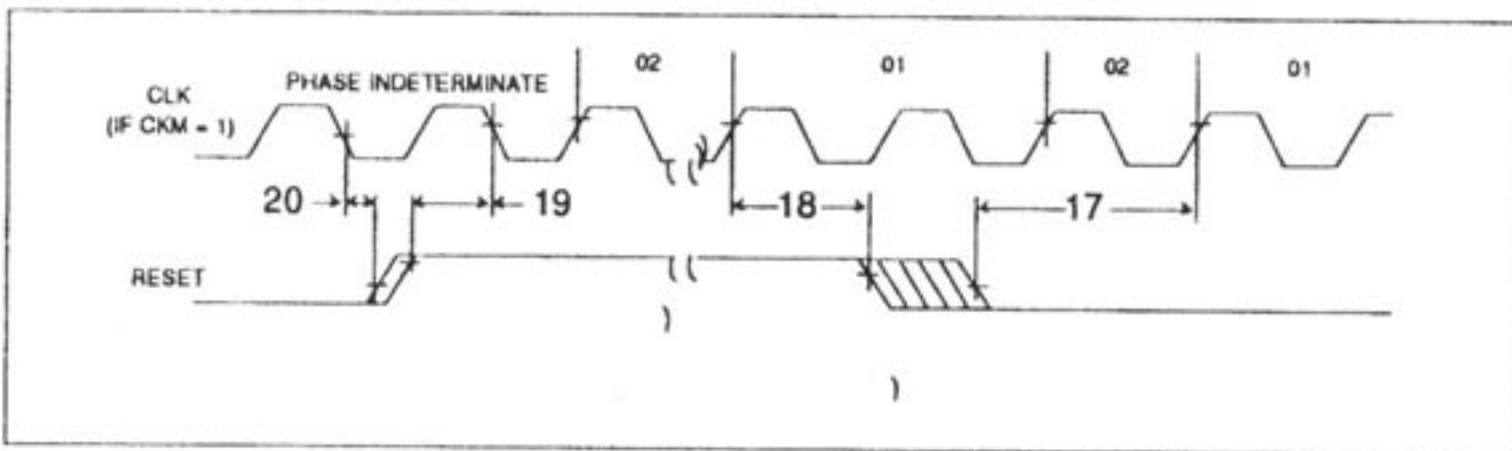 02 01 02 01
PHASE INDETERMINATE
CLK
(IF CKM = 1)
20 19 18 17
RESET